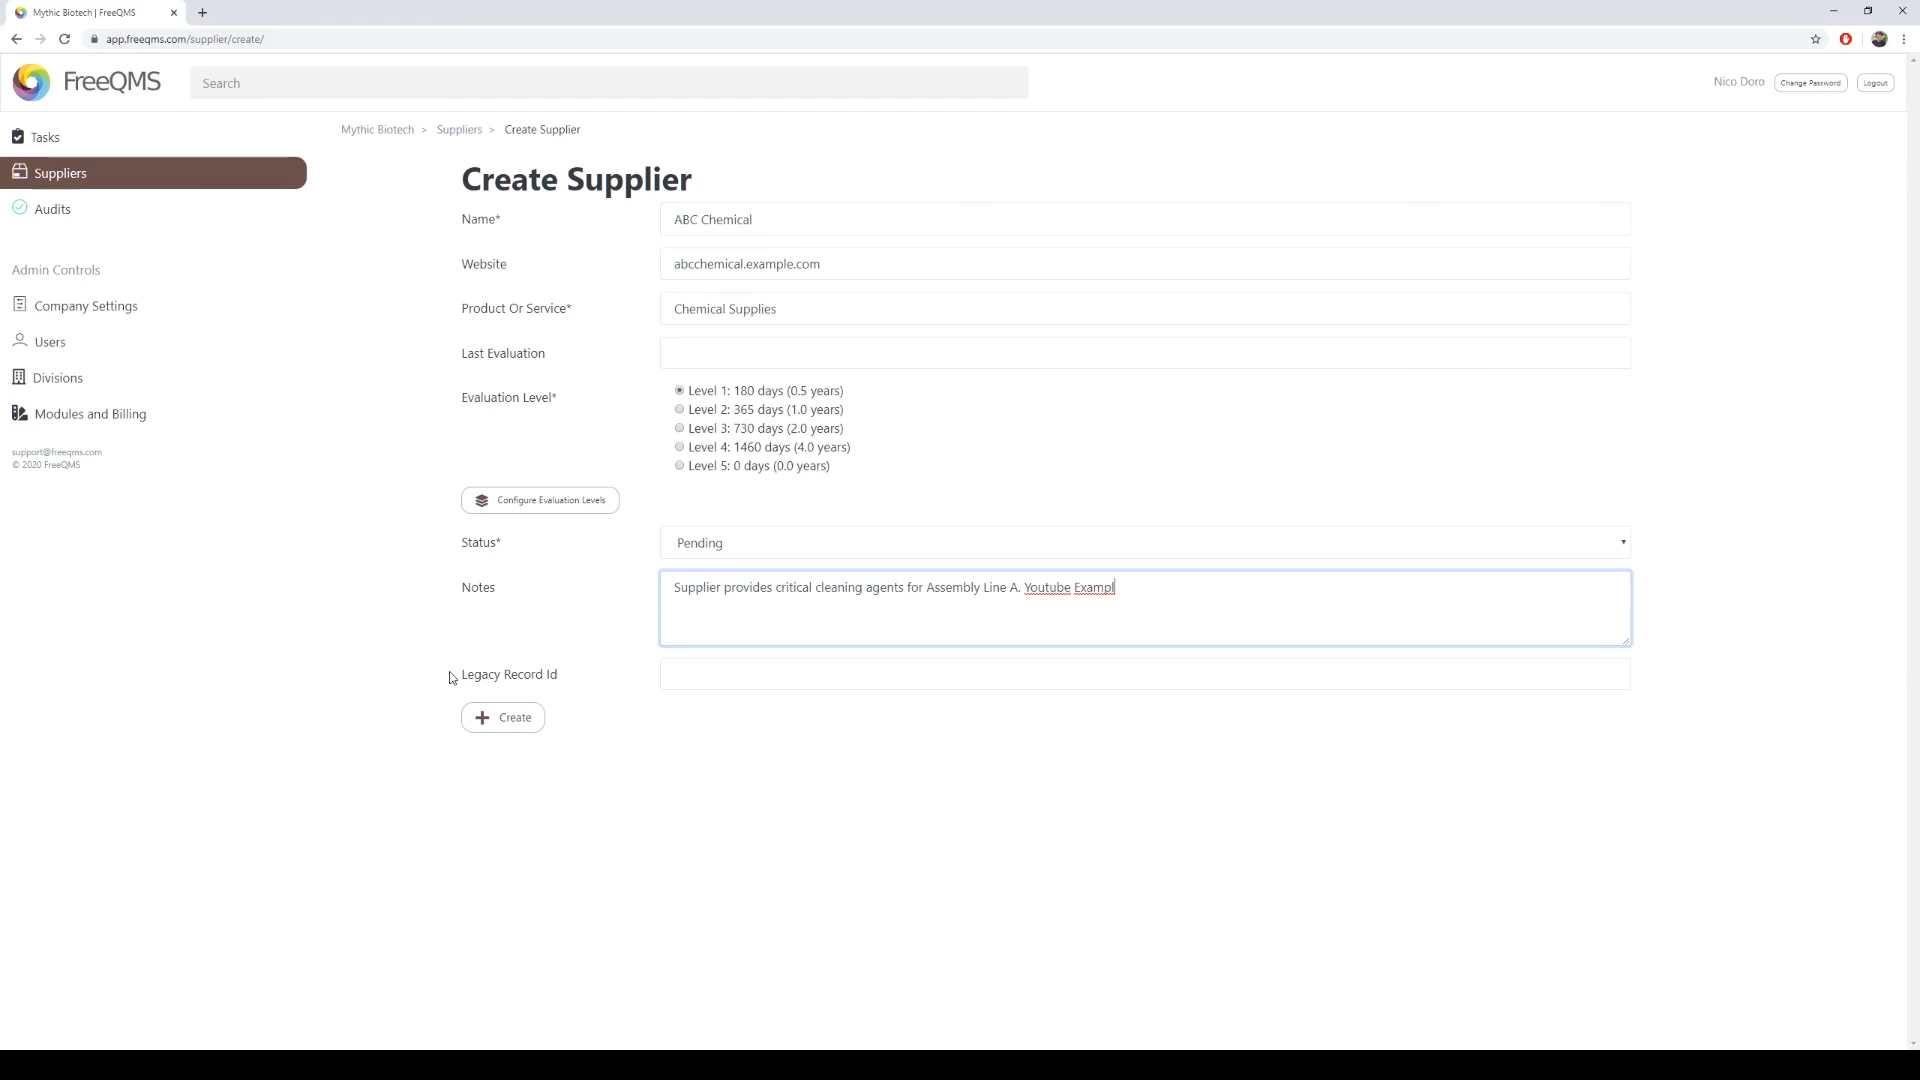 Mythic Biotech | FreeQMS
app.freeqms.com/supplier/create/
FreeQMS
Search
Nico Doro
Change Password
Logout
Tasks
Suppliers
Audits
Admin Controls
Company Settings
Users
Divisions
Modules and Billing
support@freeqms.com
© 2020 FreeQMS
Mythic Biotech > Suppliers > Create Supplier
Create Supplier
Name* ABC Chemical
Website abcchemical.example.com
Product Or Service* Chemical Supplies
Last Evaluation
Evaluation Level*
Level 1: 180 days (0.5 years)
Level 2: 365 days (1.0 years)
Level 3: 730 days (2.0 years)
Level 4: 1460 days (4.0 years)
Level 5: 0 days (0.0 years)
Configure Evaluation Levels
Status* Pending
Notes Supplier provides critical cleaning agents for Assembly Line A. Youtube Exampl
Legacy Record Id
Create